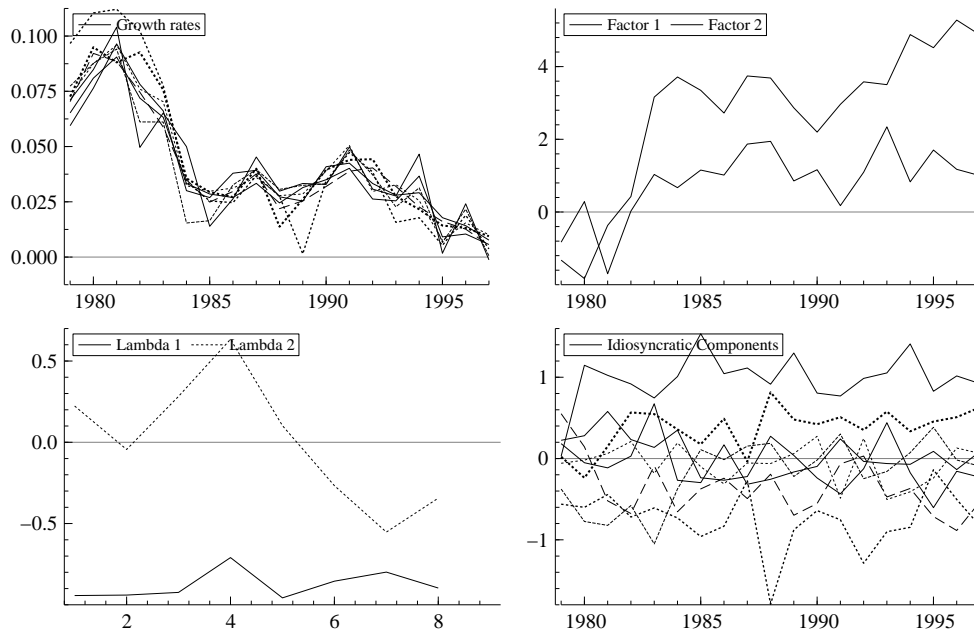 Growth rates
0.100
0.075
0.050
0.025
0.000
1980 1985 1990 1995
Factor 1 Factor 2
4
2
0
1980 1985 1990 1995
Lambda 1 Lambda 2
0.5
0.0
−0.5
2 4 6 8
Idiosyncratic Components
1
0
−1
1980 1985 1990 1995